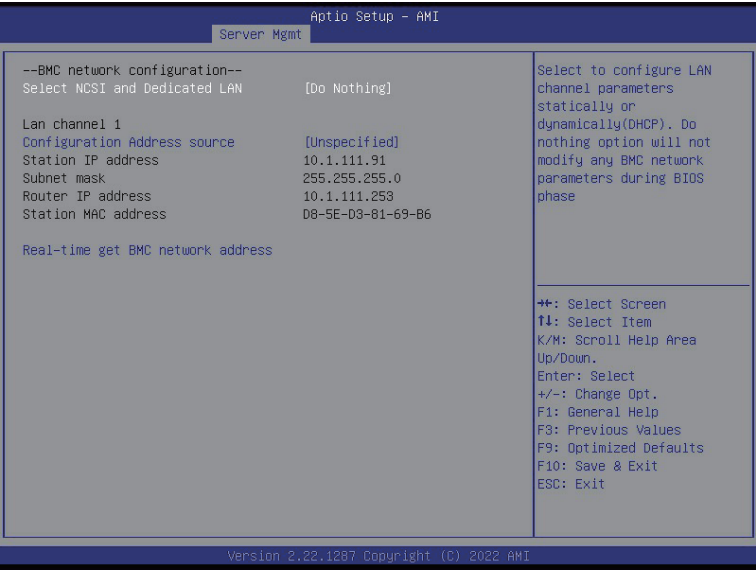 Aptio Setup – AMI
Server Mgmt
--BMC network configuration--
Select NCSI and Dedicated LAN [Do Nothing]
Lan channel 1
Configuration Address source [Unspecified]
Station IP address 10.1.111.91
Subnet mask 255.255.255.0
Router IP address 10.1.111.253
Station MAC address D8-5E-D3-81-69-B6
Real-time get BMC network address
Select to configure LAN
channel parameters
statically or
dynamically(DHCP). Do
nothing option will not
modify any BMC network
parameters during BIOS
phase
→←: Select Screen
↑↓: Select Item
K/M: Scroll Help Area
Up/Down.
Enter: Select
+/-: Change Opt.
F1: General Help
F3: Previous Values
F9: Optimized Defaults
F10: Save & Exit
ESC: Exit
Version 2.22.1287 Copyright (C) 2022 AMI